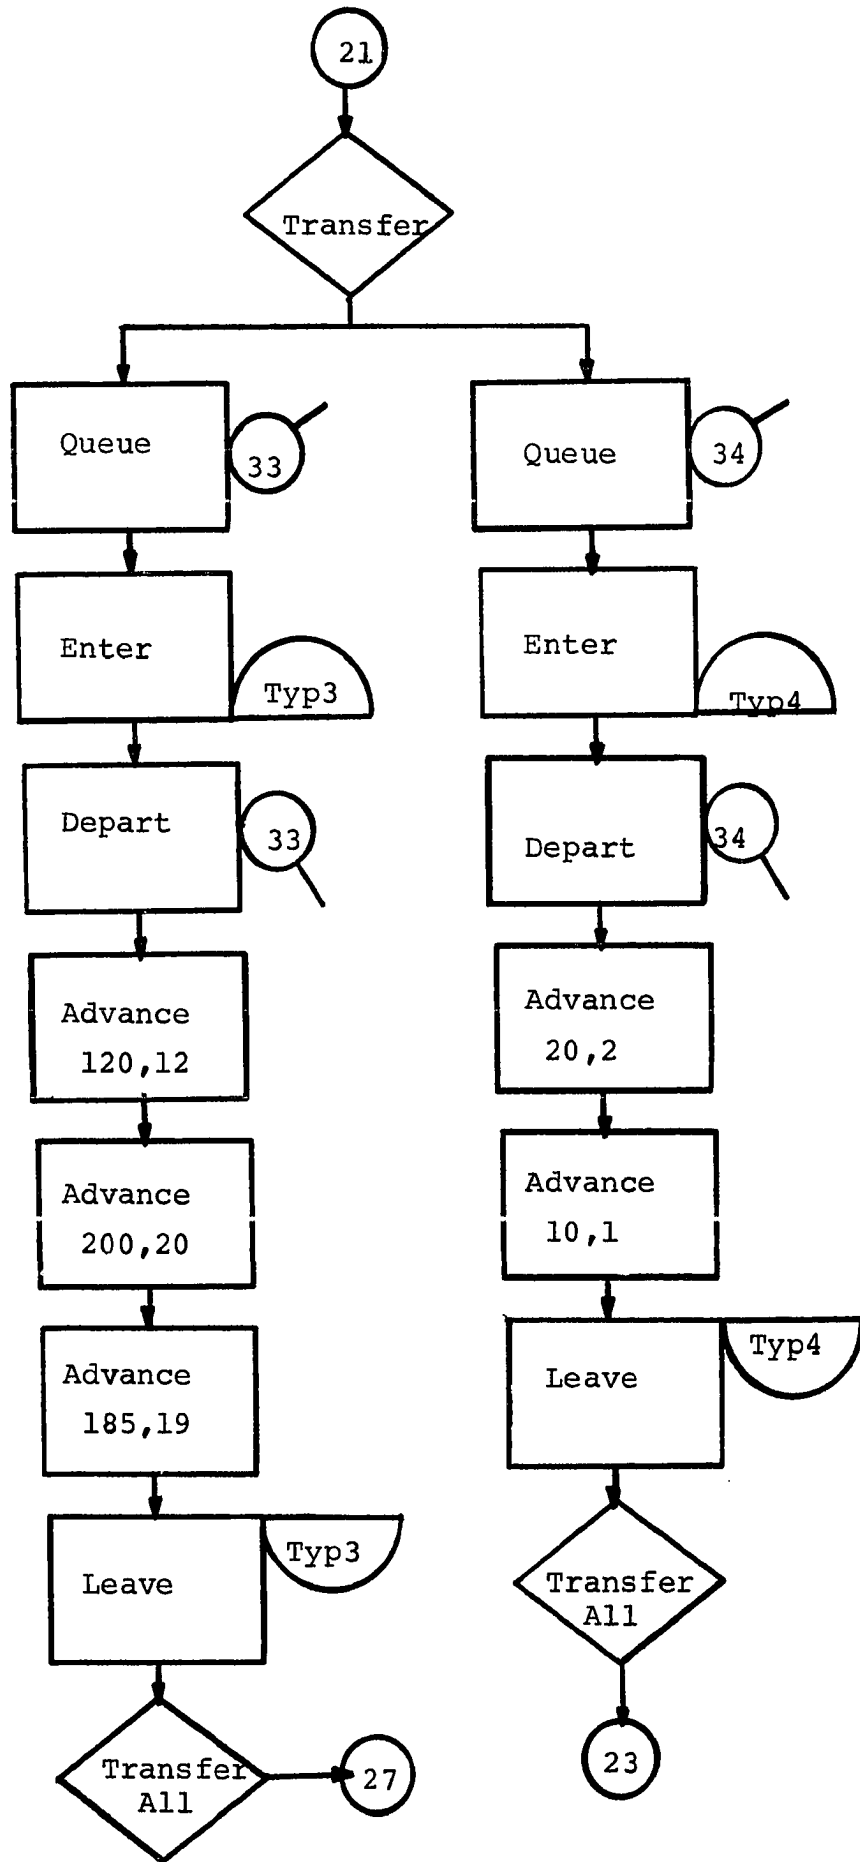 21
Transfer
Queue
33
Enter
Typ3
Depart
33
Advance
120,12
Advance
200,20
Advance
185,19
Leave
Typ3
Transfer
All
27
Queue
34
Enter
Typ4
Depart
34
Advance
20,2
Advance
10,1
Leave
Typ4
Transfer
All
23